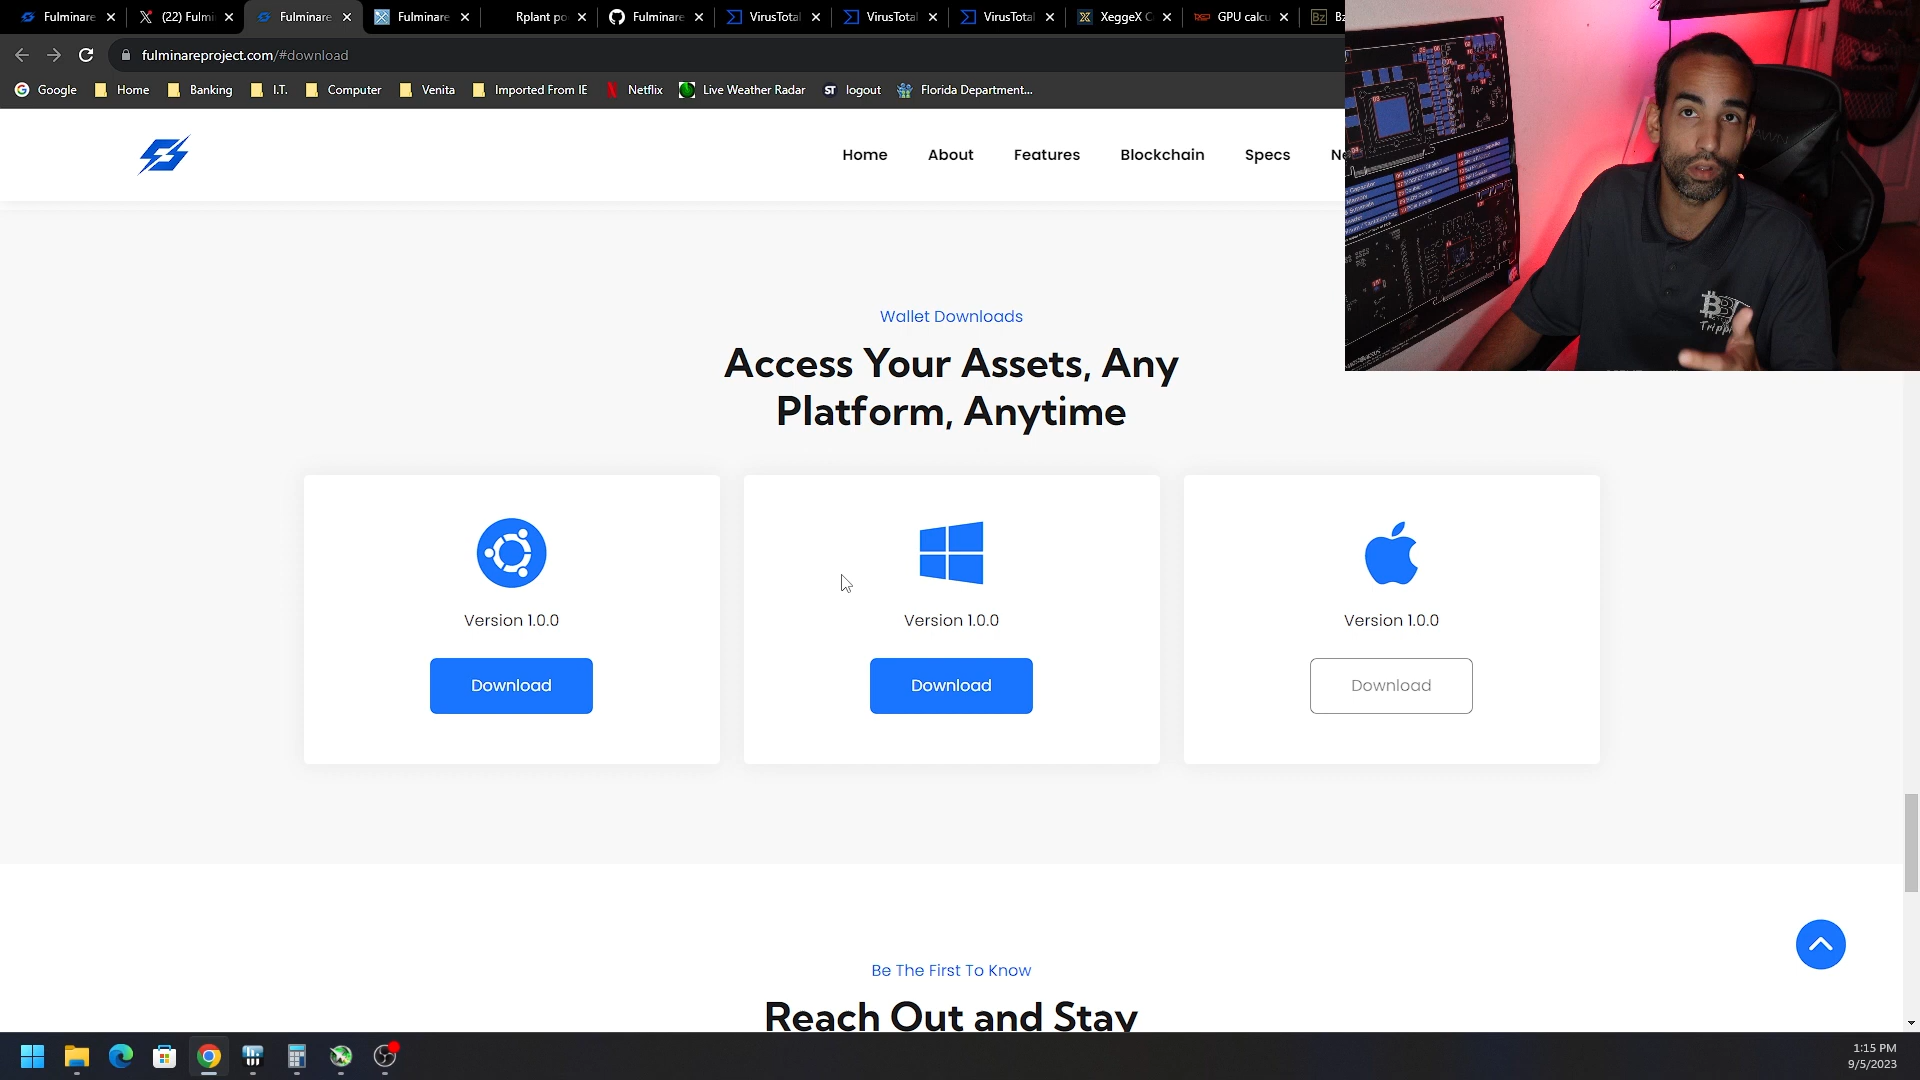 Fulminare
(22) Fulmi
Fulminare
Fulminare
Rplant po
Fulminare
VirusTotal
VirusTotal
VirusTotal
XeggeX C
GPU calcu
Bz
fulminareproject.com/#download
Google
Home
Banking
I.T.
Computer
Venita
Imported From IE
Netflix
ST
logout
Live Weather Radar
Florida Department...
Home
About
Features
Blockchain
Specs
Wallet Downloads
Access Your Assets, Any
Platform, Anytime
Version 1.0.0
Version 1.0.0
Version 1.0.0
Download
Download
Download
Be The First To Know
Reach Out and Stay
1:15 PM
9/5/2023